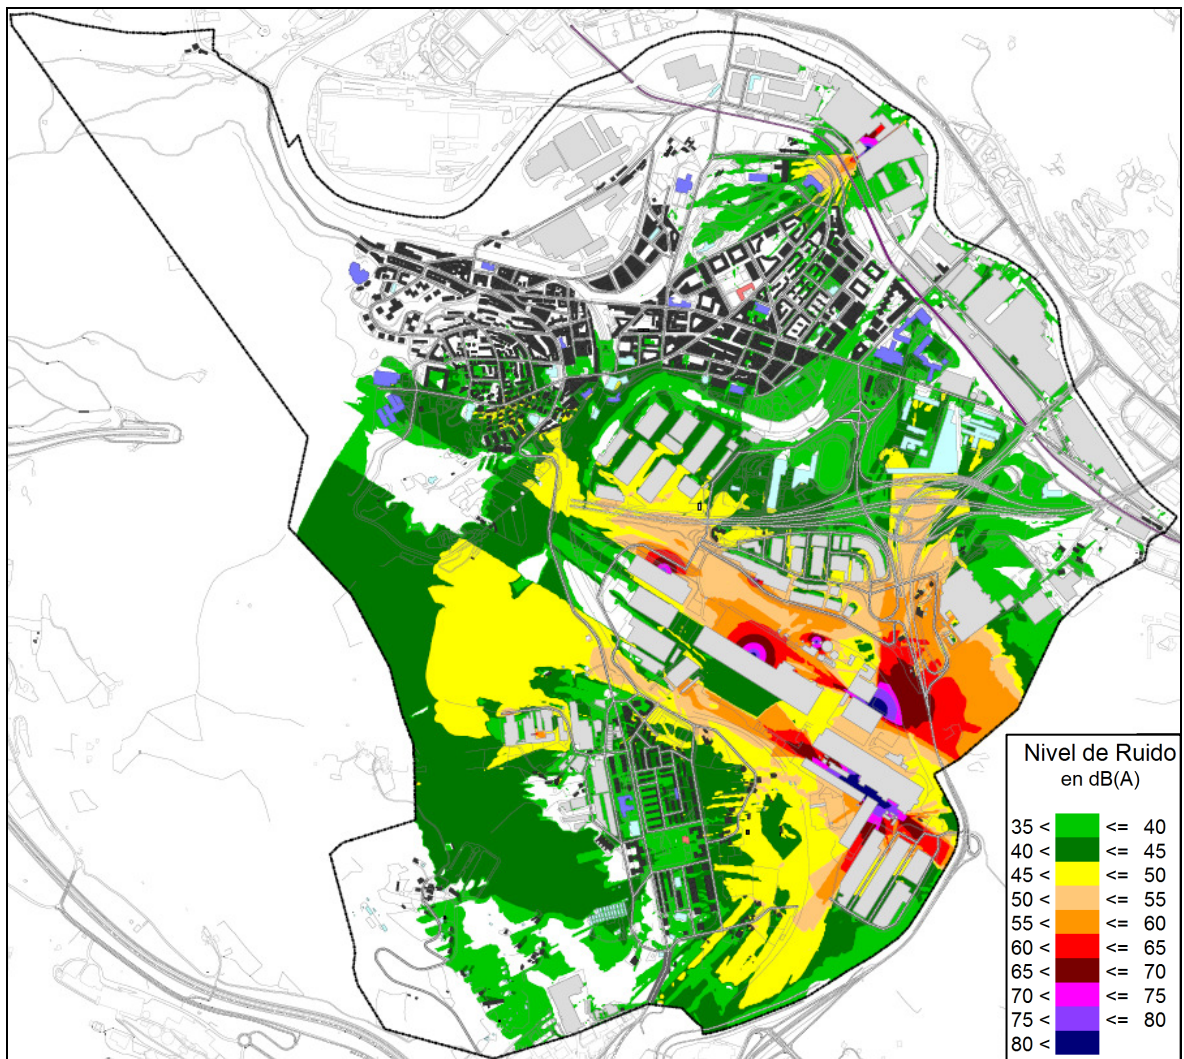 Nivel de Ruido
en dB(A)
35 < <= 40
40 < <= 45
45 < <= 50
50 < <= 55
55 < <= 60
60 < <= 65
65 < <= 70
70 < <= 75
75 < <= 80
80 <